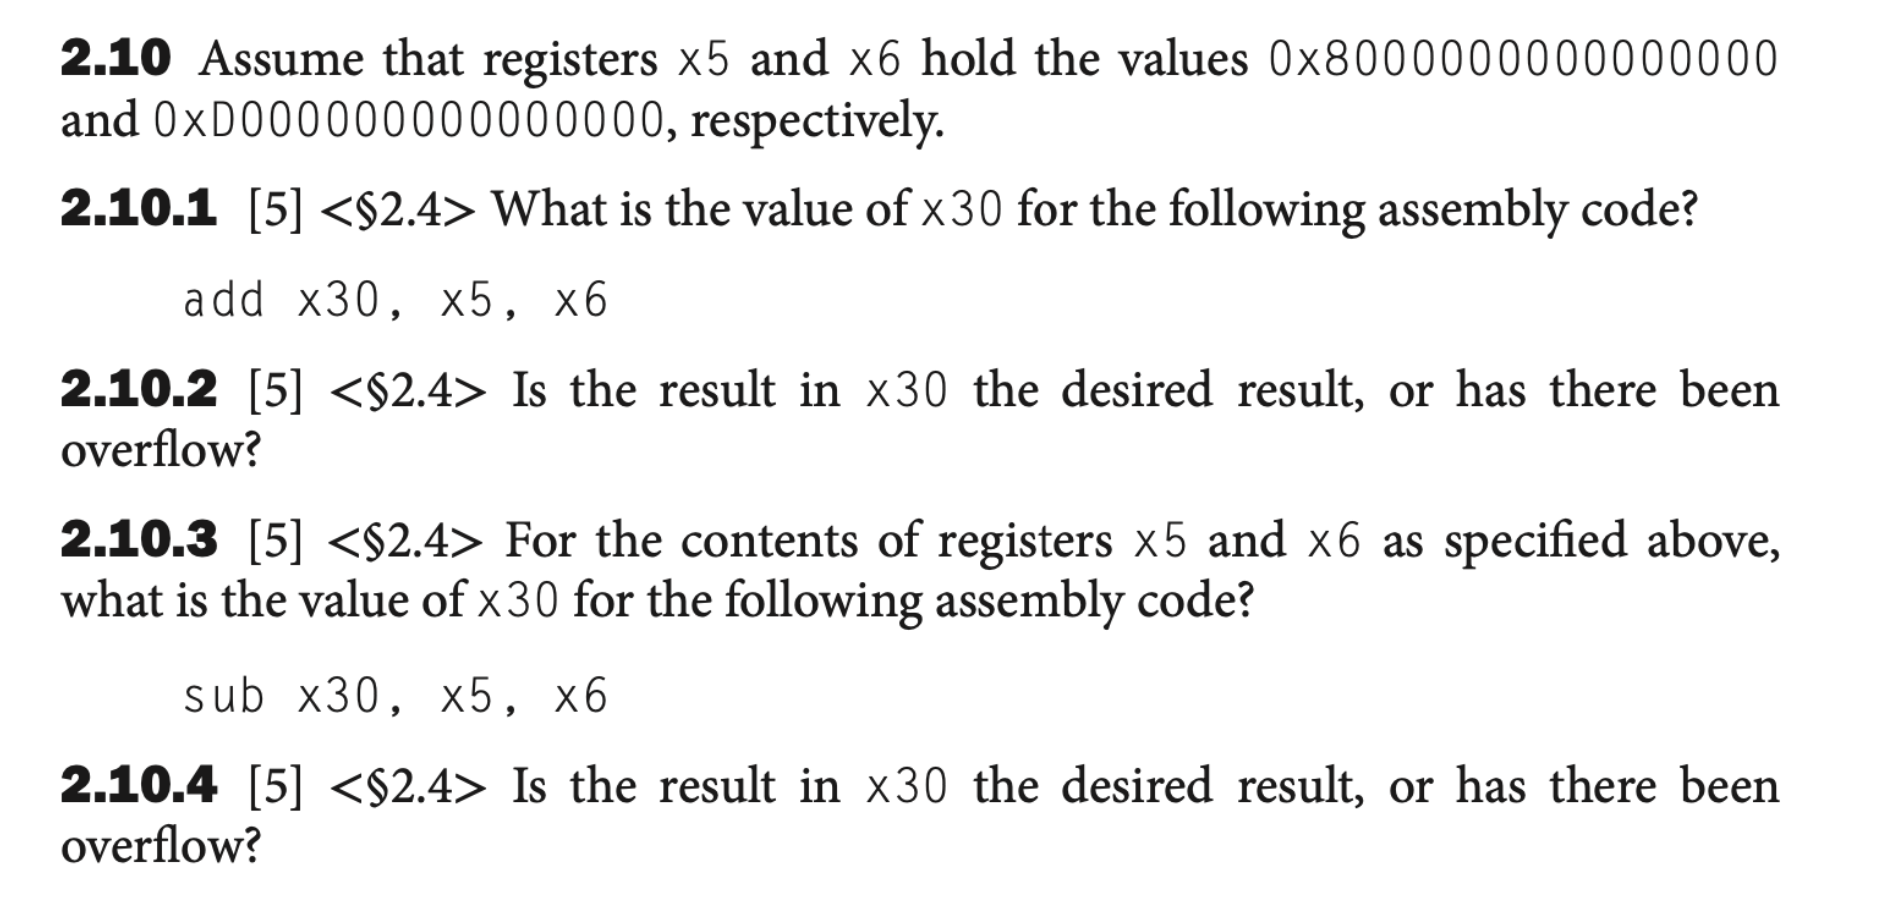 2.10 Assume that registers x5 and x6 hold the values 0x8000000000000000
and 0xD000000000000000, respectively.
2.10.1 [5] <§2.4> What is the value of x30 for the following assembly code?
add x30, x5, x6
2.10.2 [5] <§2.4> Is the result in x30 the desired result, or has there been
overflow?
2.10.3 [5] <§2.4> For the contents of registers x5 and x6 as specified above,
what is the value of x30 for the following assembly code?
sub x30, x5, x6
2.10.4 [5] <§2.4> Is the result in x30 the desired result, or has there been
overflow?